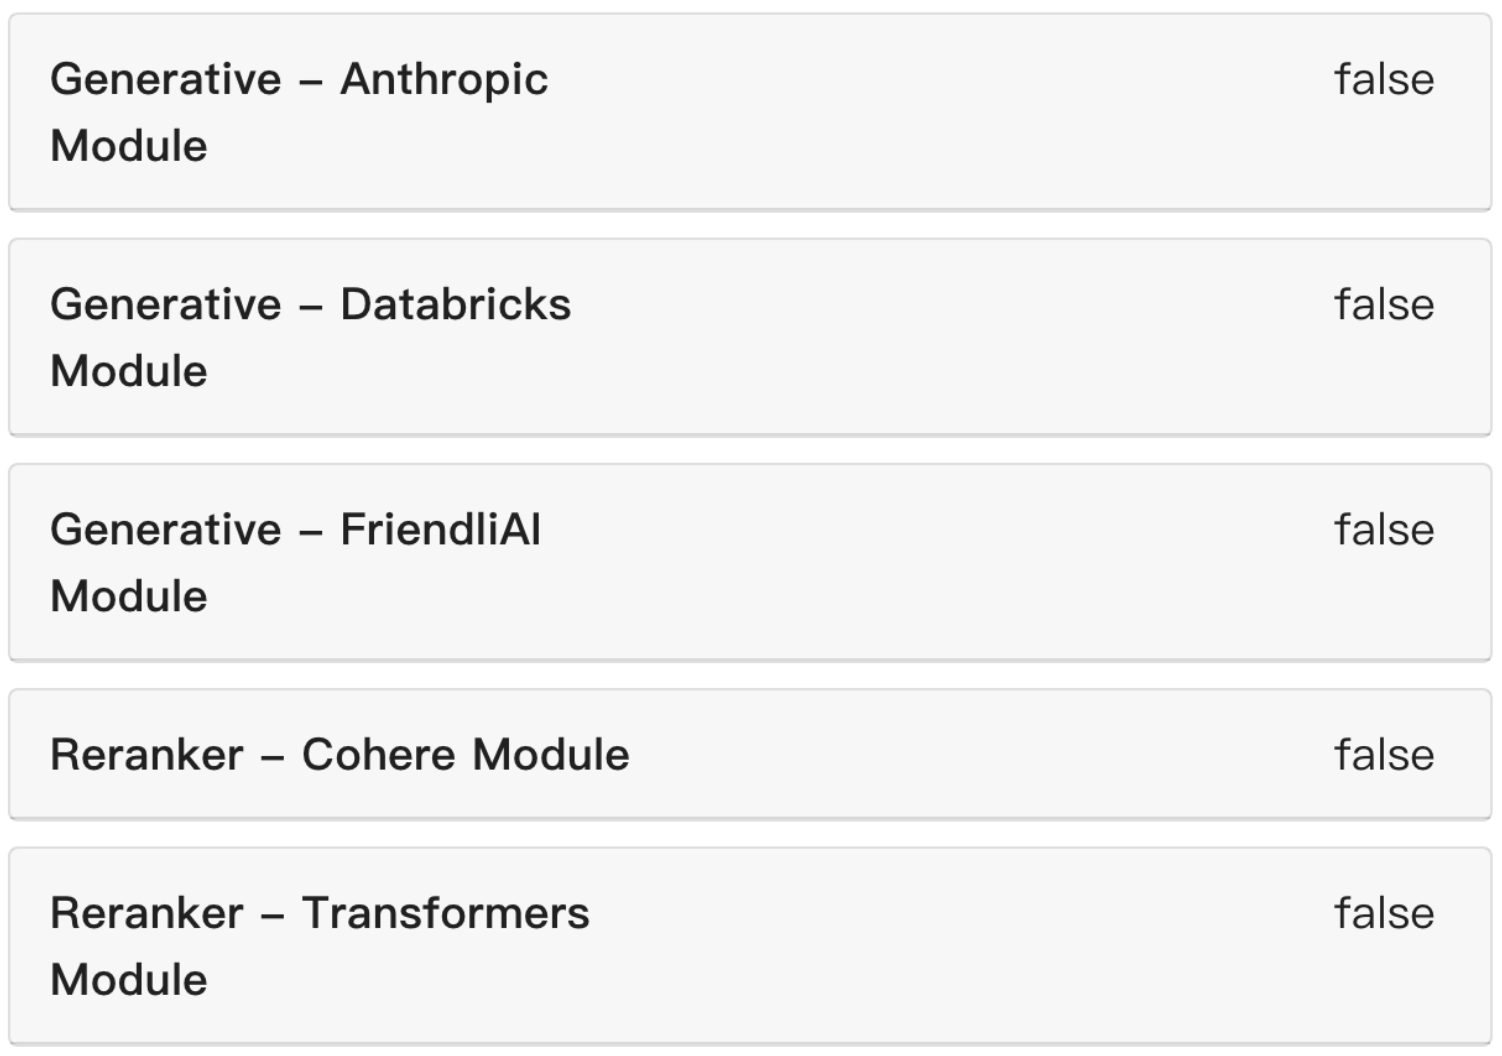 Generative – Anthropic false
Module
Generative – Databricks false
Module
Generative – FriendliAI false
Module
Reranker – Cohere Module false
Reranker – Transformers false
Module